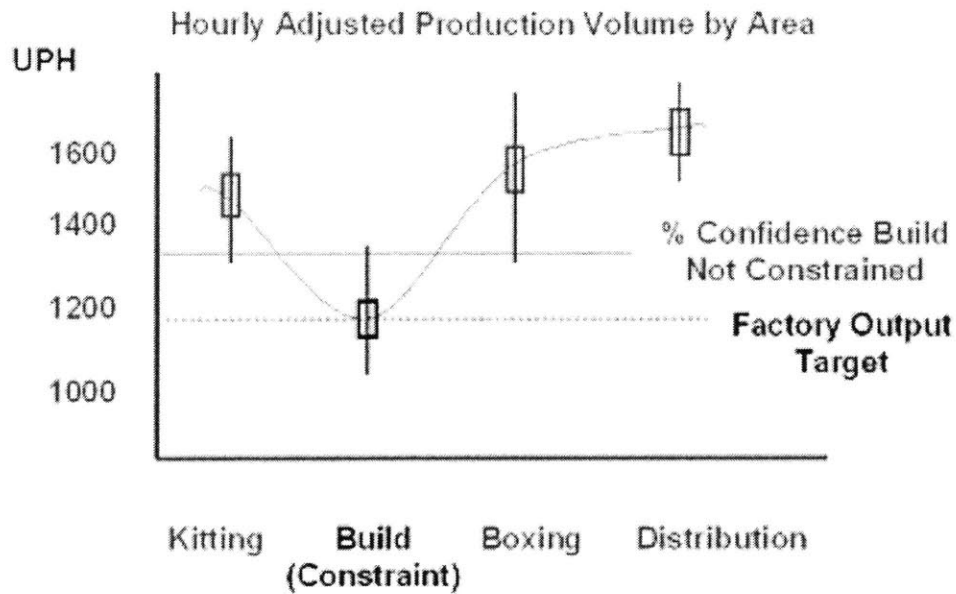 Hourly Adjusted Production Volume by Area
UPH
1600
1400
1200
1000
% Confidence Build
Not Constrained
Factory Output
Target
Kitting
Build
(Constraint)
Boxing
Distribution